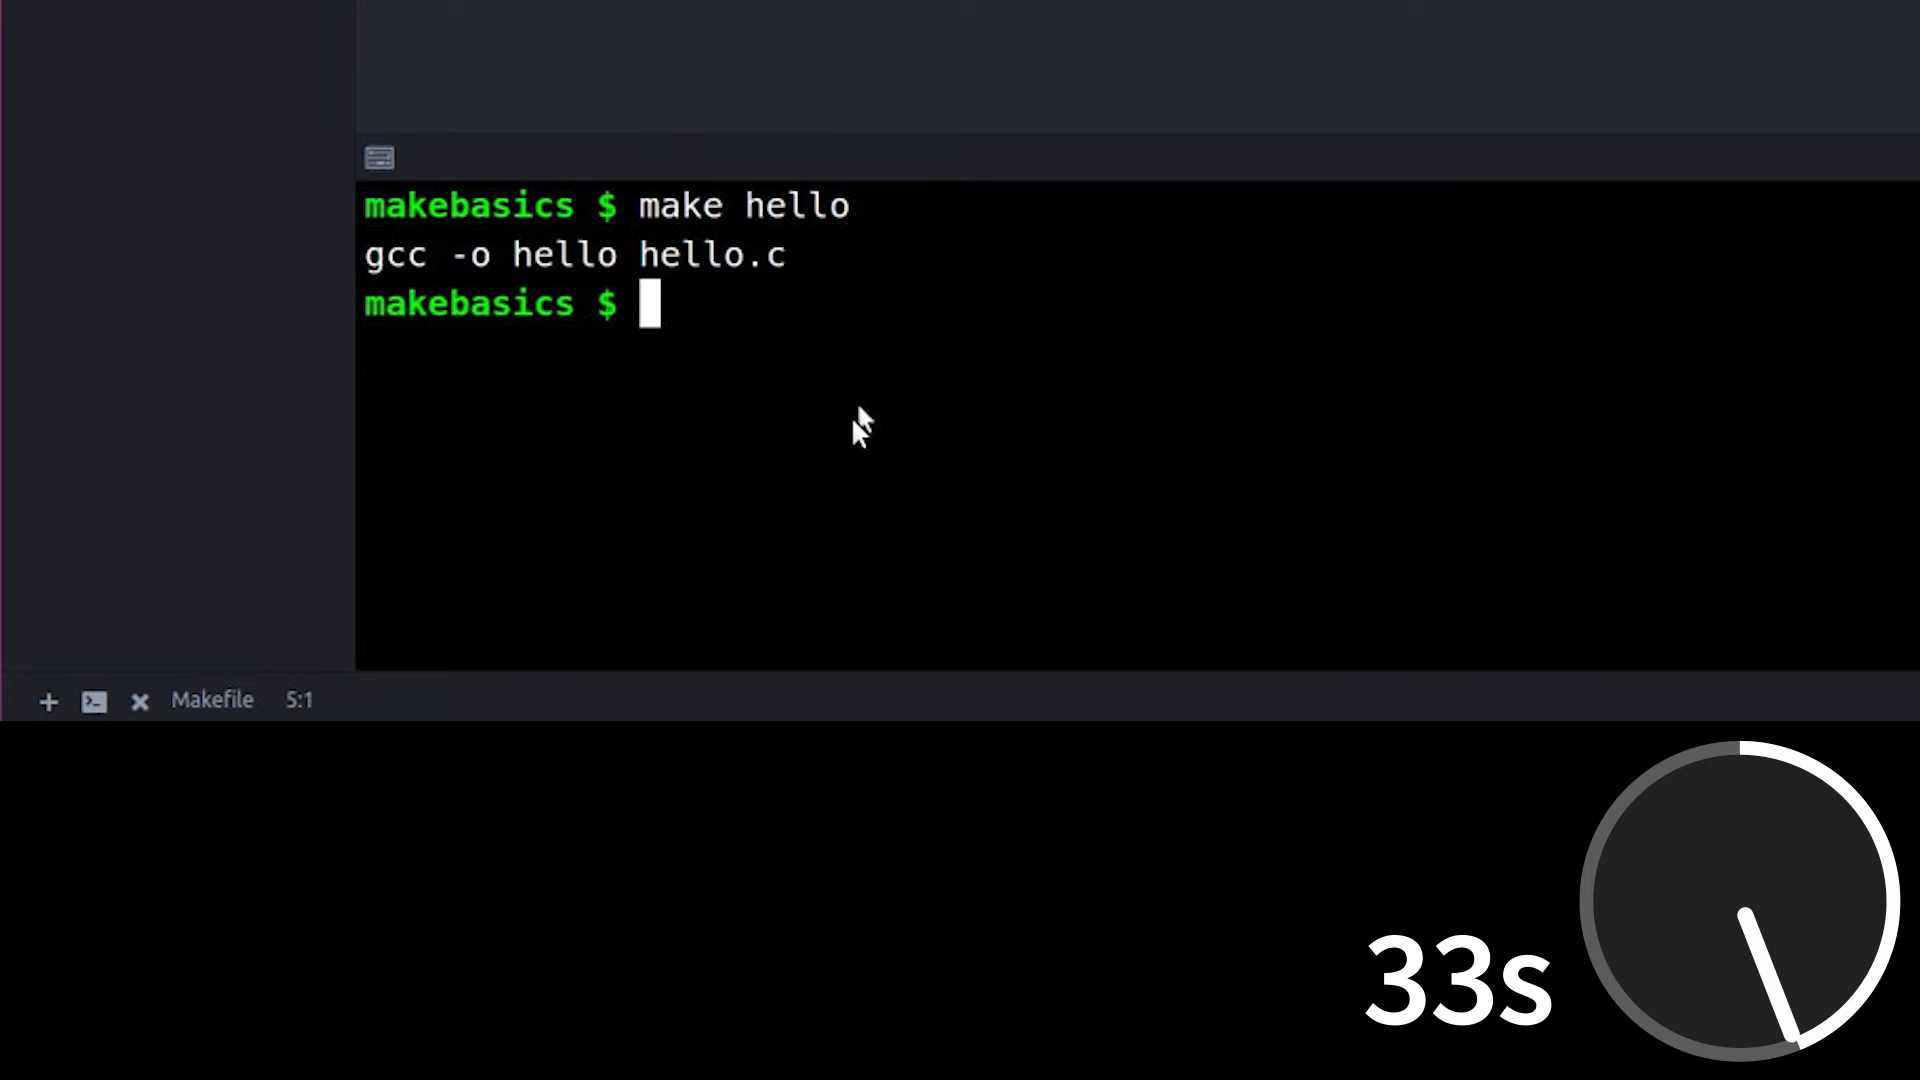 makebasics $ make hello
gcc -o hello hello.c
makebasics $
Makefile 5:1
33s